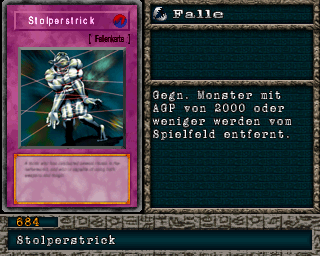 Stolperstrick
[ Fallenkarte ]
Falle
Gegn. Monster mit
AGP von 2000 oder
weniger werden vom
Spielfeld entfernt.
684
Stolperstrick